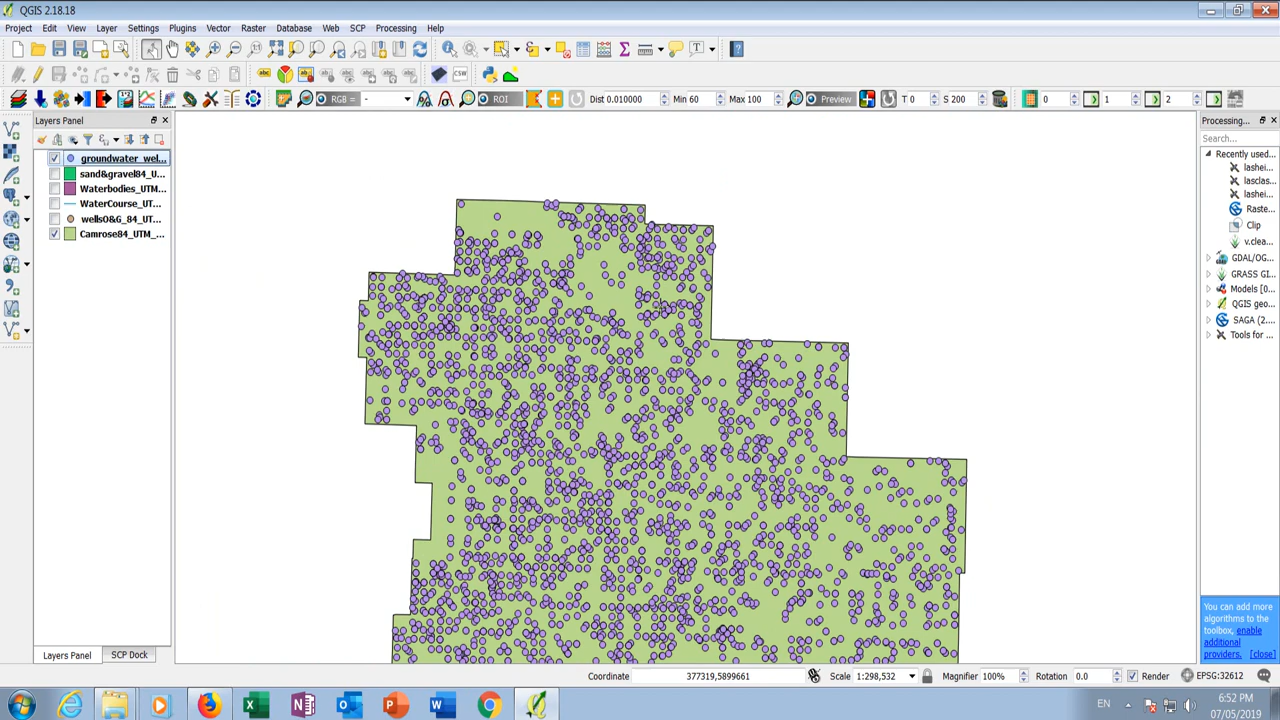 QGIS 2.18.18
Project Edit View Layer Settings Plugins Vector Raster Database Web SCP Processing Help
RGB = - ROI Dist 0.010000 Min 60 Max 100 Preview T 0 S 200 0 1 2
Layers Panel
groundwater_wel...
sand&gravel84_U...
Waterbodies_UTM...
WaterCourse_UT...
wellsO&G_84_UT...
Camrose84_UTM_...
Processing...
Search...
Recently used...
lashei...
lasclas...
lashei...
Raste...
Clip
v.clea...
GDAL/OG...
GRASS GI...
Models [0...
QGIS geo...
SAGA (2....
Tools for ...
You can add more
algorithms to the
toolbox, enable
additional
providers. [close]
Layers Panel SCP Dock
Coordinate 377319,5899661 Scale 1:298,532 Magnifier 100% Rotation 0.0 Render EPSG:32612
EN 6:52 PM
07/05/2019